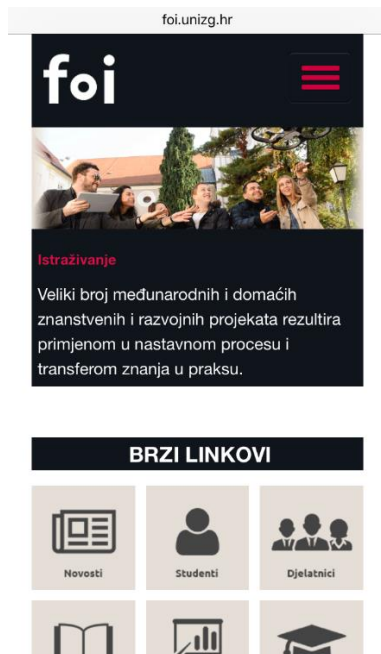 foi.unizg.hr
foi
Istraživanje
Veliki broj međunarodnih i domaćih
znanstvenih i razvojnih projekata rezultira
primjenom u nastavnom procesu i
transferom znanja u praksu.
BRZI LINKOVI
Novosti
Studenti
Djelatnici